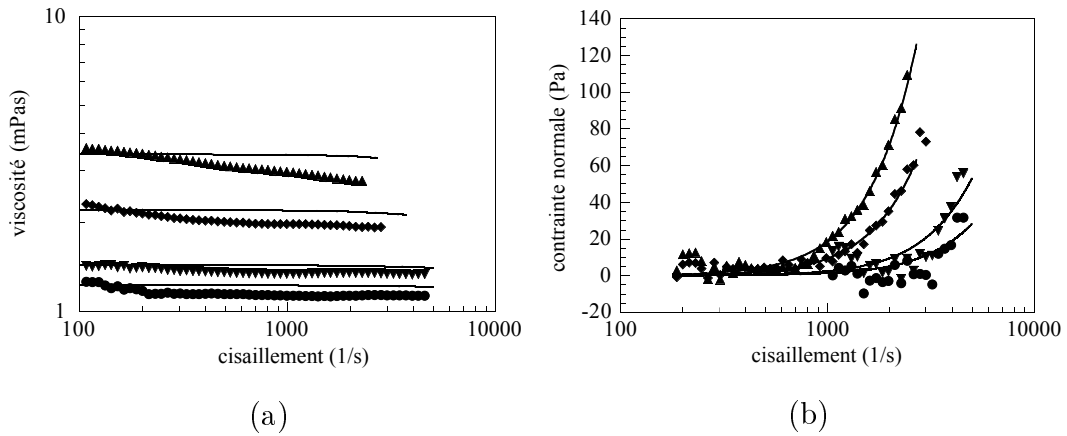 10
1
viscosité (mPas)
100
1000
10000
cisaillement (1/s)
(a)
140
120
100
80
60
40
20
0
-20
contrainte normale (Pa)
100
1000
10000
cisaillement (1/s)
(b)